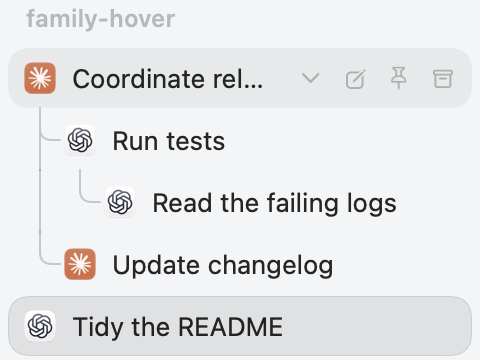 family-hover
Coordinate rel...
Run tests
Read the failing logs
Update changelog
Tidy the README